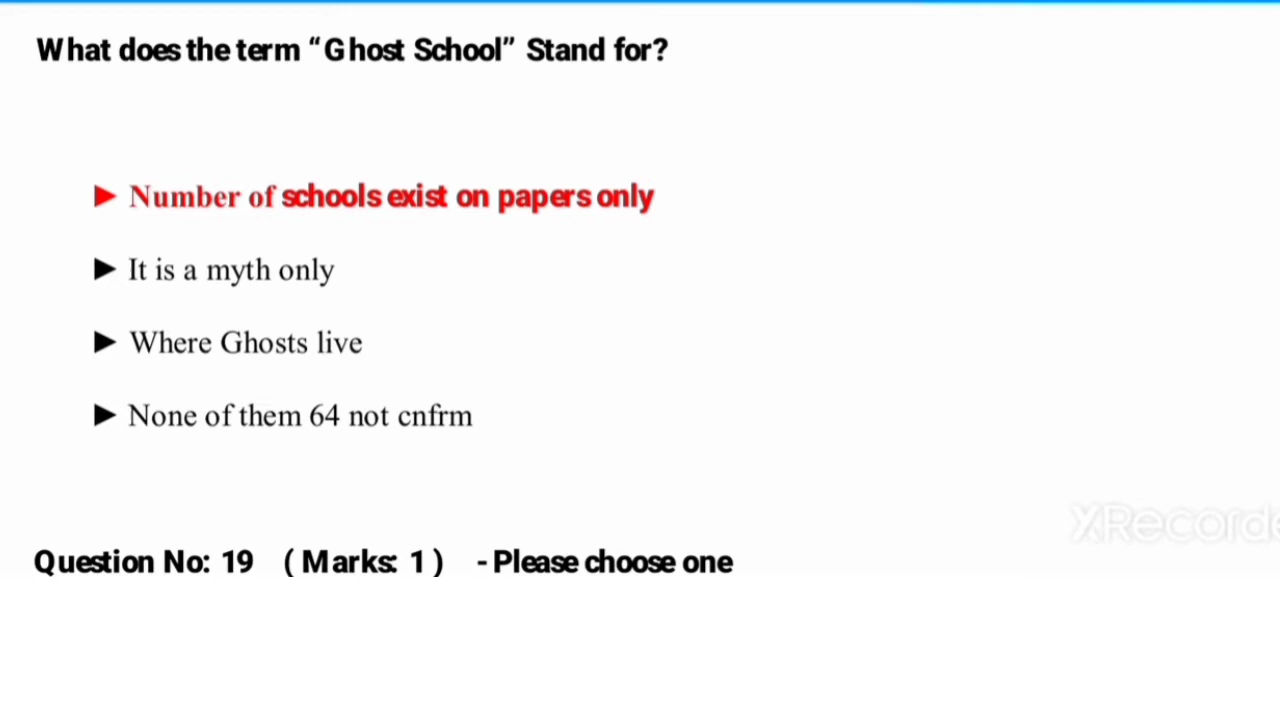 What does the term “Ghost School” Stand for?
► Number of schools exist on papers only
► It is a myth only
► Where Ghosts live
► None of them 64 not cnfrm
XRecorde
Question No: 19 ( Marks: 1 ) - Please choose one